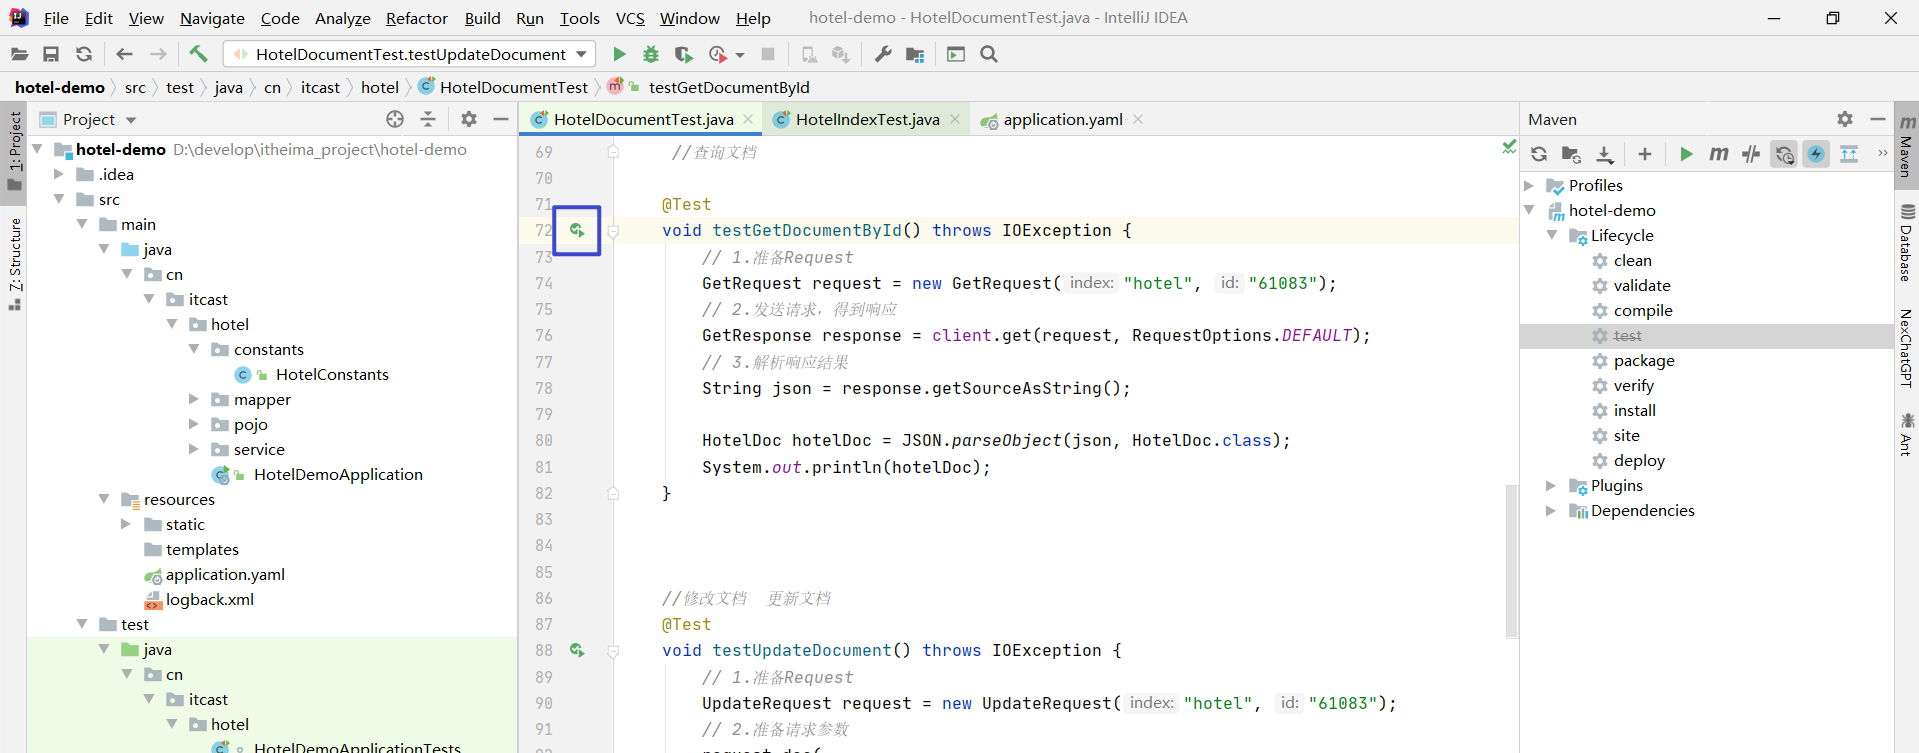 File Edit View Navigate Code Analyze Refactor Build Run Tools VCS Window Help hotel-demo - HotelDocumentTest.java - IntelliJ IDEA
HotelDocumentTest.testUpdateDocument
hotel-demo src test java cn itcast hotel HotelDocumentTest testGetDocumentById
1: Project
7: Structure
Project
hotel-demo D:\develop\itheima_project\hotel-demo
.idea
src
main
java
cn
itcast
hotel
constants
HotelConstants
mapper
pojo
service
HotelDemoApplication
resources
static
templates
application.yaml
logback.xml
test
java
cn
itcast
hotel
HotelDemoApplicationTests
HotelDocumentTest.java HotelIndexTest.java application.yaml
69 //查询文档
70
71 @Test
72 void testGetDocumentById() throws IOException {
73 // 1.准备Request
74 GetRequest request = new GetRequest( index: "hotel", id: "61083");
75 // 2.发送请求，得到响应
76 GetResponse response = client.get(request, RequestOptions.DEFAULT);
77 // 3.解析响应结果
78 String json = response.getSourceAsString();
79
80 HotelDoc hotelDoc = JSON.parseObject(json, HotelDoc.class);
81 System.out.println(hotelDoc);
82 }
83
84
85
86 //修改文档 更新文档
87 @Test
88 void testUpdateDocument() throws IOException {
89 // 1.准备Request
90 UpdateRequest request = new UpdateRequest( index: "hotel", id: "61083");
91 // 2.准备请求参数
request.doc(
Maven
Profiles
hotel-demo
Lifecycle
clean
validate
compile
test
package
verify
install
site
deploy
Plugins
Dependencies
Maven
Database
NexChatGPT
Ant